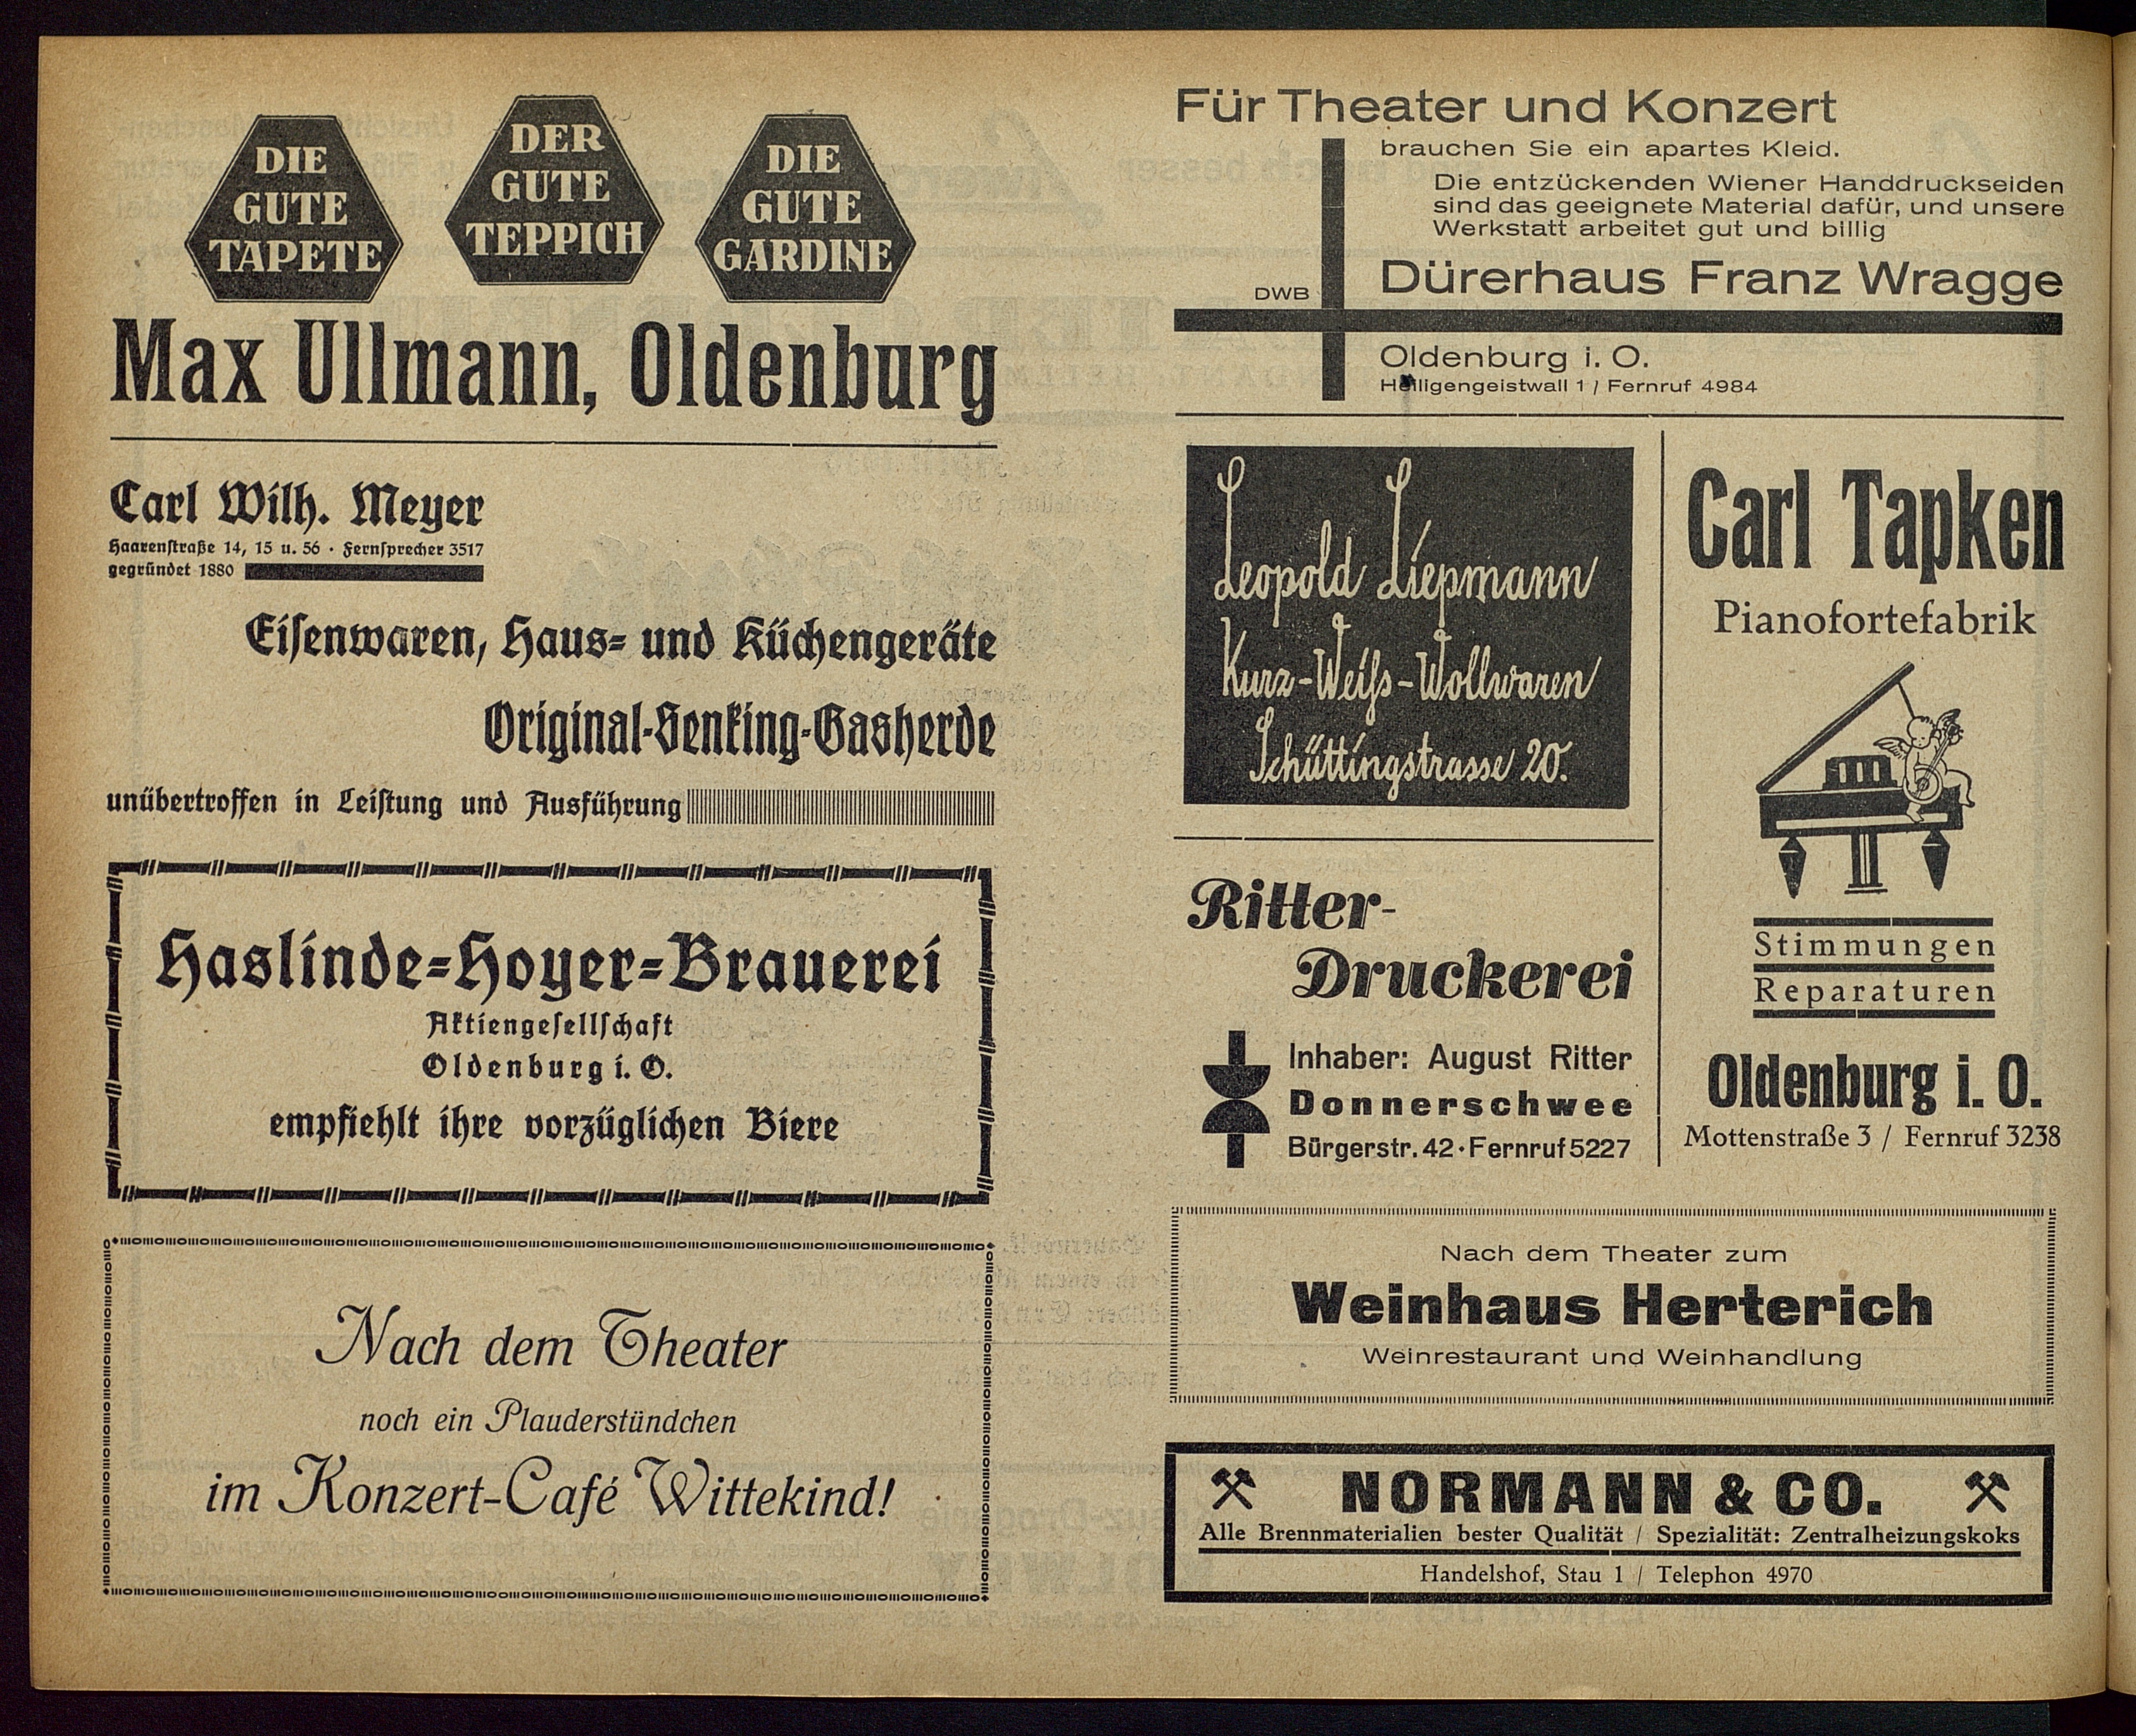 DIE
GUTE
TAPETE
DER
GUTE
TEPPICH
DIE
GUTE
GARDINE
Max Ullmann, Oldenburg
Carl Wilh. Meyer
Haarenstraße 14, 15 u. 56 · Fernsprecher 3517
gegründet 1880
Eisenwaren, Haus- und Küchengeräte
Original-Senking-Gasherde
unübertroffen in Leistung und Ausführung
Haslinde-Hoyer-Brauerei
Aktiengesellschaft
Oldenburg i. O.
empfiehlt ihre vorzüglichen Biere
Nach dem Theater
noch ein Plauderstündchen
im Konzert-Café Wittekind!
Für Theater und Konzert
brauchen Sie ein apartes Kleid.
Die entzückenden Wiener Handdruckseiden
sind das geeignete Material dafür, und unsere
Werkstatt arbeitet gut und billig
DWB
Dürerhaus Franz Wragge
Oldenburg i. O.
Heiligengeistwall 1 / Fernruf 4984
Leopold Liepmann
Kurz-Weiß-Wollwaren
Schüttingstrasse 20.
Ritter-
Druckerei
Inhaber: August Ritter
Donnerschwee
Bürgerstr. 42 · Fernruf 5227
Carl Tapken
Pianofortefabrik
Stimmungen
Reparaturen
Oldenburg i. O.
Mottenstraße 3 / Fernruf 3238
Nach dem Theater zum
Weinhaus Herterich
Weinrestaurant und Weinhandlung
NORMANN & CO.
Alle Brennmaterialien bester Qualität / Spezialität: Zentralheizungskoks
Handelshof, Stau 1 / Telephon 4970